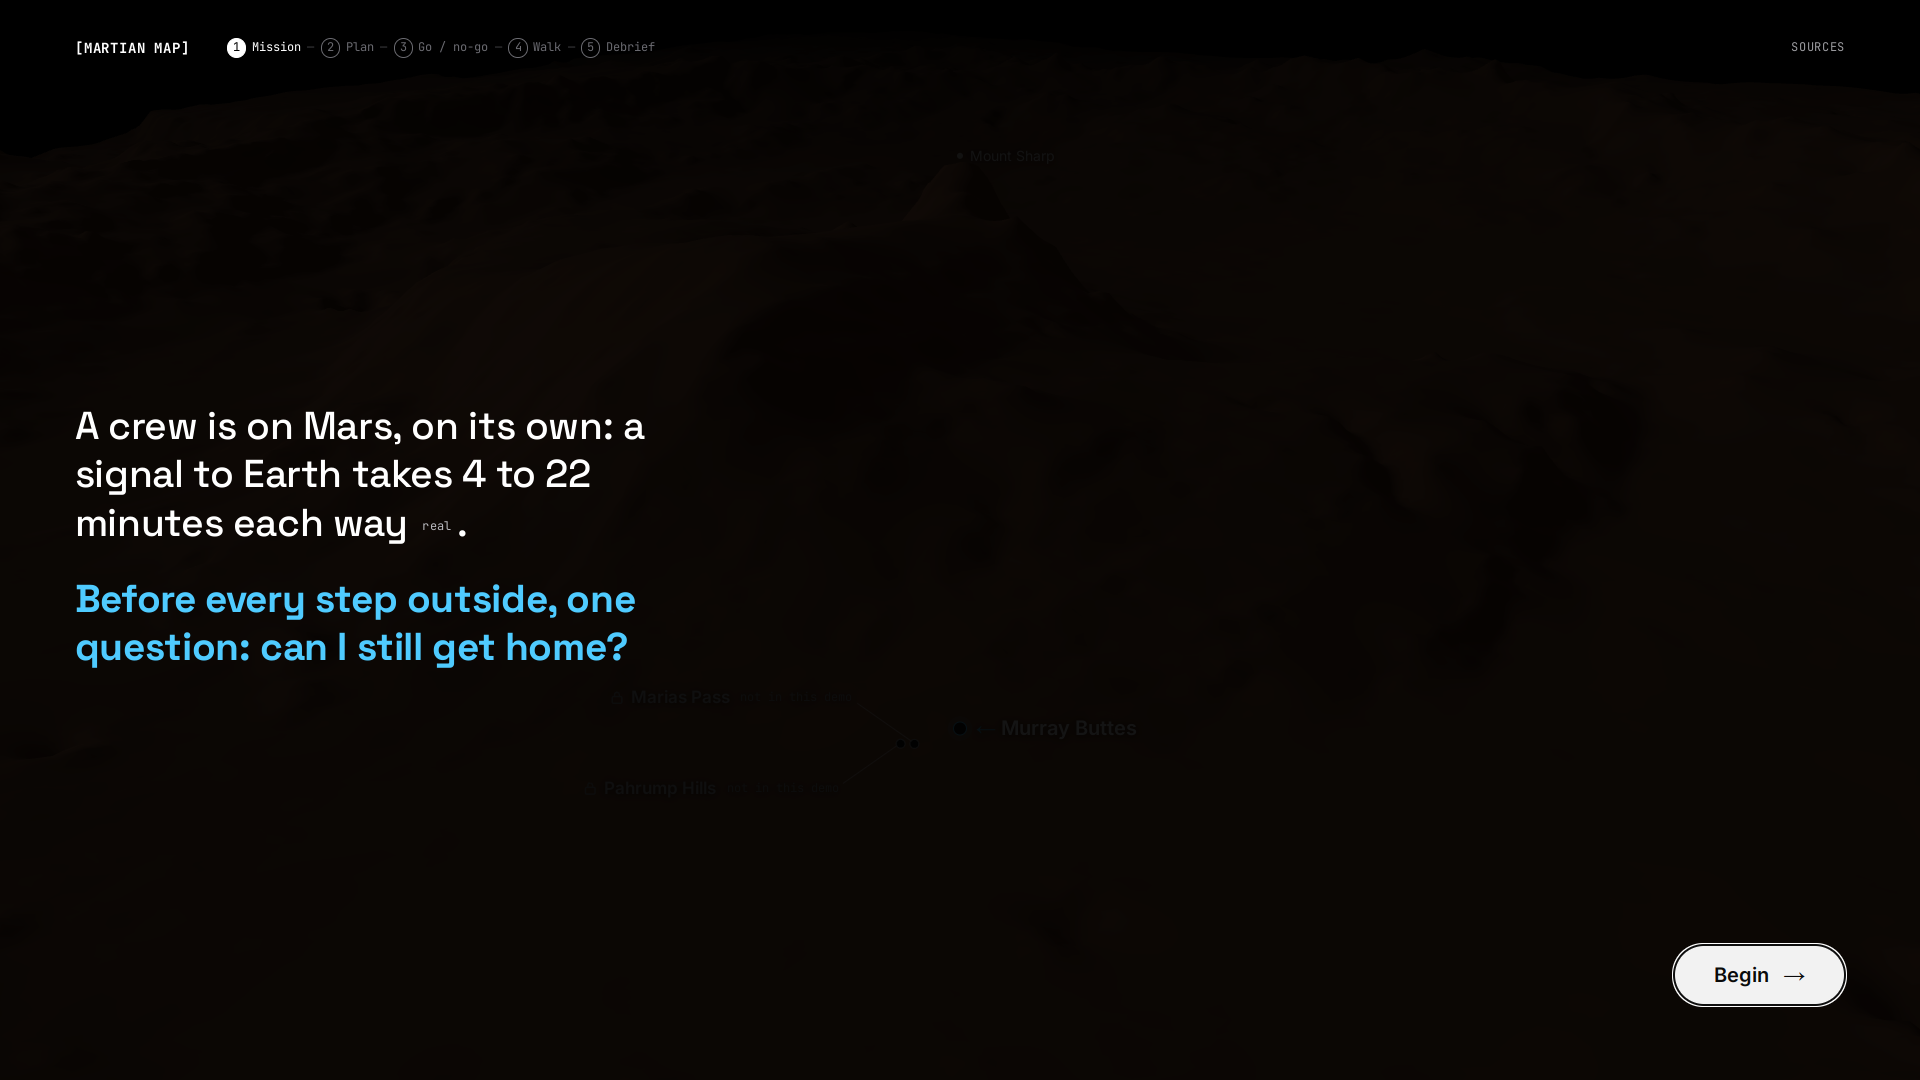 [MARTIAN MAP]
1 Mission — 2 Plan — 3 Go / no-go — 4 Walk — 5 Debrief
SOURCES
Mount Sharp
A crew is on Mars, on its own: a
signal to Earth takes 4 to 22
minutes each way real .
Before every step outside, one
question: can I still get home?
Marias Pass
← Murray Buttes
Pahrump Hills
Begin →